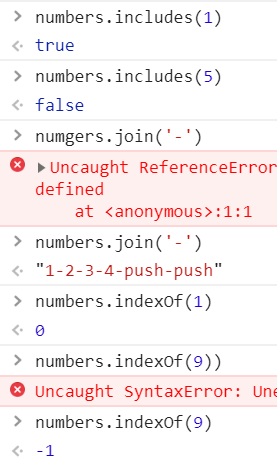 numbers.includes(1)
true
numbers.includes(5)
false
numgers.join('-')
Uncaught ReferenceError
defined
at <anonymous>:1:1
numbers.join('-')
"1-2-3-4-push-push"
numbers.indexOf(1)
0
numbers.indexOf(9))
Uncaught SyntaxError:
numbers.indexOf(9)
-1